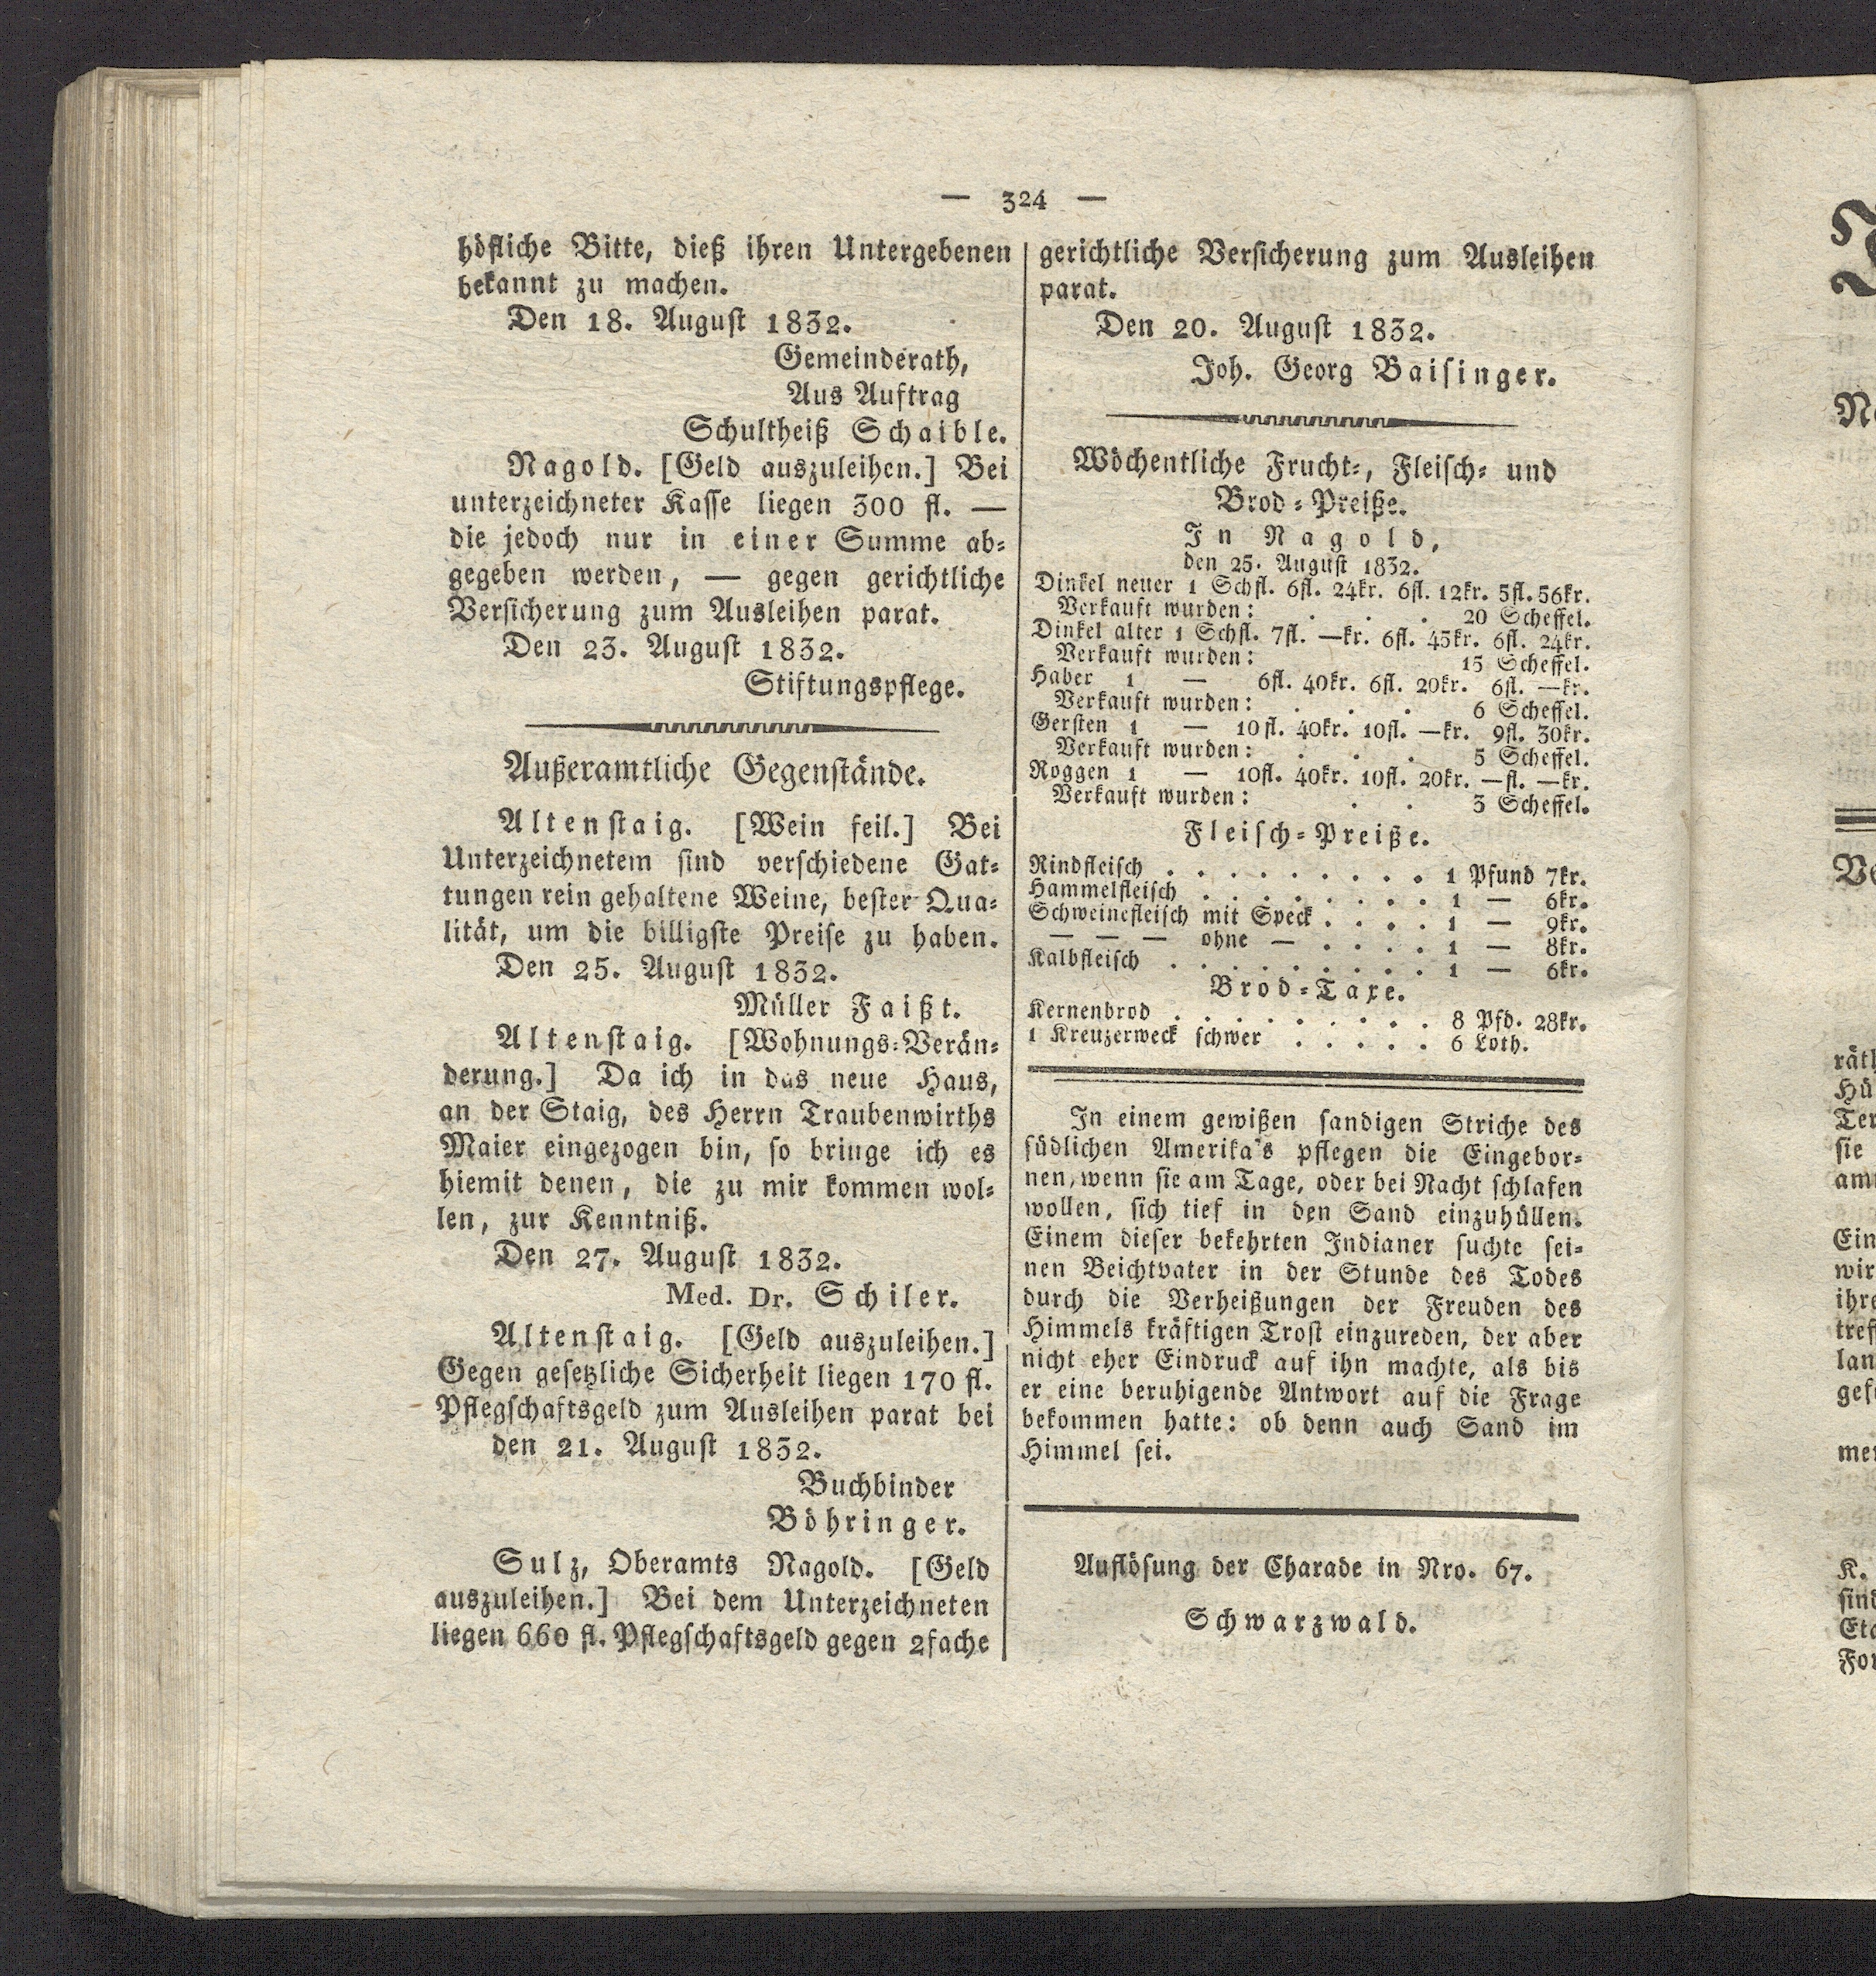 — 324 —
höfliche Bitte, dieß ihren Untergebenen
bekannt zu machen.
Den 18. August 1832.
Gemeinderath,
Aus Auftrag
Schultheiß Schaible.
Nagold. [Geld auszuleihen.] Bei
unterzeichneter Kasse liegen 300 fl. —
die jedoch nur in einer Summe ab-
gegeben werden, — gegen gerichtliche
Versicherung zum Ausleihen parat.
Den 23. August 1832.
Stiftungspflege.
Außeramtliche Gegenstände.
Altenstaig. [Wein feil.] Bei
Unterzeichnetem sind verschiedene Gat-
tungen rein gehaltene Weine, bester Qua-
lität, um die billigste Preise zu haben.
Den 25. August 1832.
Müller Faißt.
Altenstaig. [Wohnungs-Verän-
derung.] Da ich in das neue Haus,
an der Staig, des Herrn Traubenwirths
Maier eingezogen bin, so bringe ich es
hiemit denen, die zu mir kommen wol-
len, zur Kenntniß.
Den 27. August 1832.
Med. Dr. Schiler.
Altenstaig. [Geld auszuleihen.]
Gegen gesetzliche Sicherheit liegen 170 fl.
Pflegschaftsgeld zum Ausleihen parat bei
den 21. August 1832.
Buchbinder
Böhringer.
Sulz, Oberamts Nagold. [Geld
auszuleihen.] Bei dem Unterzeichneten
liegen 660 fl. Pflegschaftsgeld gegen 2fache
gerichtliche Versicherung zum Ausleihen
parat.
Den 20. August 1832.
Joh. Georg Baisinger.
Wöchentliche Frucht-, Fleisch- und
Brod-Preiße.
In Nagold,
den 25. August 1832.
Dinkel neuer 1 Schfl. 6fl. 24kr. 6fl. 12kr. 5fl. 56kr.
Verkauft wurden: . . . 20 Scheffel.
Dinkel alter 1 Schfl. 7fl. —kr. 6fl. 45kr. 6fl. 24kr.
Verkauft wurden: 15 Scheffel.
Haber 1 — 6fl. 40kr. 6fl. 20kr. 6fl. —kr.
Verkauft wurden: . . . 6 Scheffel.
Gersten 1 — 10fl. 40kr. 10fl. —kr. 9fl. 30kr.
Verkauft wurden: . . . 5 Scheffel.
Roggen 1 — 10fl. 40kr. 10fl. 20kr. —fl. —kr.
Verkauft wurden: . . 3 Scheffel.
Fleisch-Preiße.
Rindfleisch . . . . . . . . . 1 Pfund 7kr.
Hammelfleisch . . . . . . . . 1 — 6kr.
Schweinefleisch mit Speck . . . . 1 — 9kr.
— — — ohne — . . . . 1 — 8kr.
Kalbfleisch . . . . . . . . . 1 — 6kr.
Brod-Taxe.
Kernenbrod . . . . . . . . . 8 Pfd. 28kr.
1 Kreuzerweck schwer . . . . . 6 Loth.
In einem gewißen sandigen Striche des
südlichen Amerika's pflegen die Eingebor-
nen, wenn sie am Tage, oder bei Nacht schlafen
wollen, sich tief in den Sand einzuhüllen.
Einem dieser bekehrten Indianer suchte sei-
nen Beichtvater in der Stunde des Todes
durch die Verheißungen der Freuden des
Himmels kräftigen Trost einzureden, der aber
nicht eher Eindruck auf ihn machte, als bis
er eine beruhigende Antwort auf die Frage
bekommen hatte: ob denn auch Sand im
Himmel sei.
Auflösung der Charade in Nro. 67.
Schwarzwald.